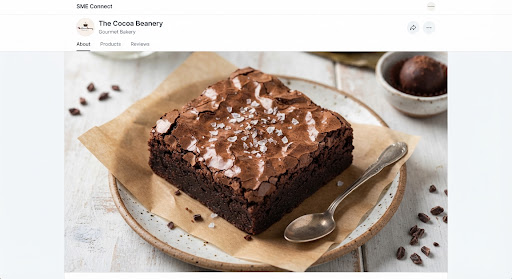 SME Connect
The Cocoa Beanery
Gourmet Bakery
About Products Reviews